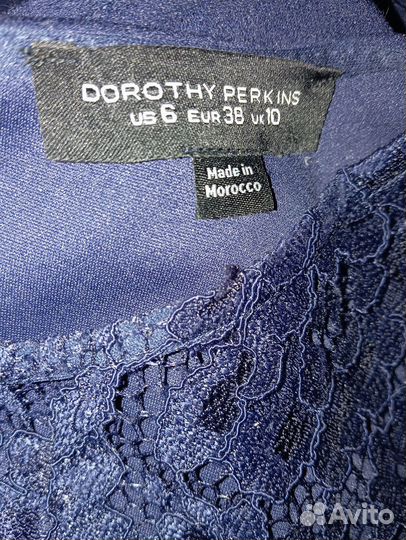 DOROTHY PERKINS
US 6 EUR 38 UK 10
Made in
Morocco
Avito